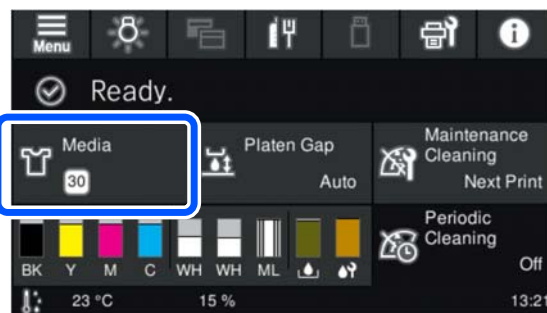 Menu
Ready.
Media
30
Platen Gap
Auto
Maintenance
Cleaning
Next Print
BK Y M C WH WH ML
Periodic
Cleaning
Off
23 °C
15 %
13:21